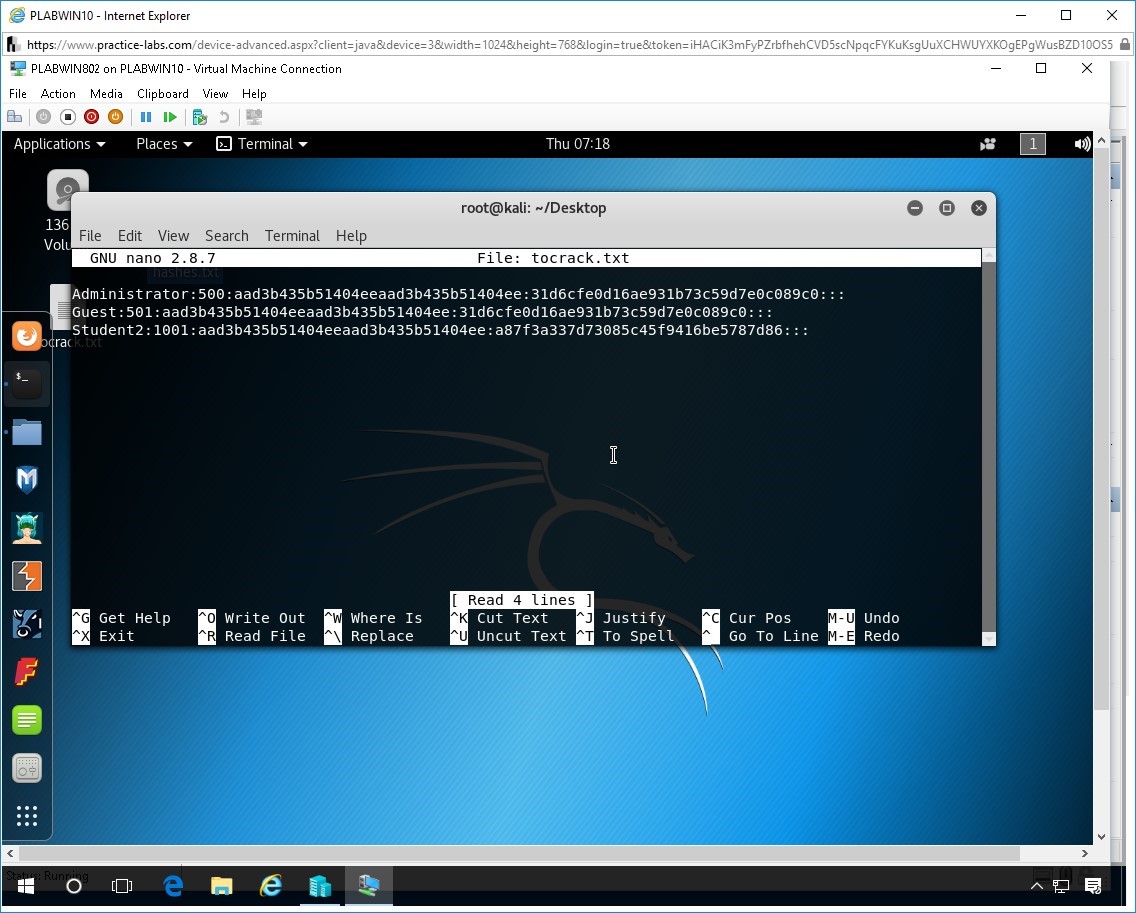 PLABWIN10 - Internet Explorer
https://www.practice-labs.com/device-advanced.aspx?client=java&device=3&width=1024&height=768&login=true&token=iHACiK3mFyPZrbfhehCVD5scNpqcFYKuKsgUuXCHWUYXKOgEPgWusBZD10OS5
PLABWIN802 on PLABWIN10 - Virtual Machine Connection
File Action Media Clipboard View Help
Applications Places Terminal Thu 07:18 1
136
Volu
root@kali: ~/Desktop
File Edit View Search Terminal Help
GNU nano 2.8.7 File: tocrack.txt
hashes.txt
Administrator:500:aad3b435b51404eeaad3b435b51404ee:31d6cfe0d16ae931b73c59d7e0c089c0:::
Guest:501:aad3b435b51404eeaad3b435b51404ee:31d6cfe0d16ae931b73c59d7e0c089c0:::
Student2:1001:aad3b435b51404eeaad3b435b51404ee:a87f3a337d73085c45f9416be5787d86:::
ocrack.txt
[ Read 4 lines ]
^G Get Help ^O Write Out ^W Where Is ^K Cut Text ^J Justify ^C Cur Pos M-U Undo
^X Exit ^R Read File ^\ Replace ^U Uncut Text ^T To Spell ^_ Go To Line M-E Redo
Status: Running